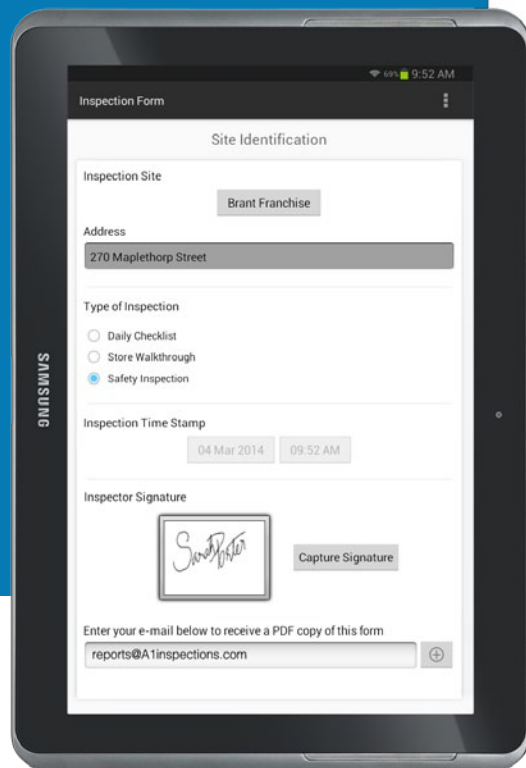 69% 9:52 AM
Inspection Form
Site Identification
Inspection Site
Brant Franchise
Address
270 Maplethorp Street
Type of Inspection
Daily Checklist
Store Walkthrough
Safety Inspection
SAMSUNG
Inspection Time Stamp
04 Mar 2014 09:52 AM
Inspector Signature
Capture Signature
Enter your e-mail below to receive a PDF copy of this form
reports@A1inspections.com